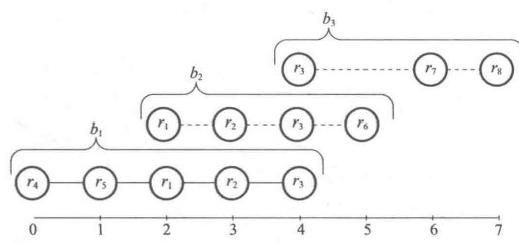 b₃
r₃ r₇ r₈
b₂
r₁ r₂ r₃ r₆
b₁
r₄ r₅ r₁ r₂ r₃
0 1 2 3 4 5 6 7